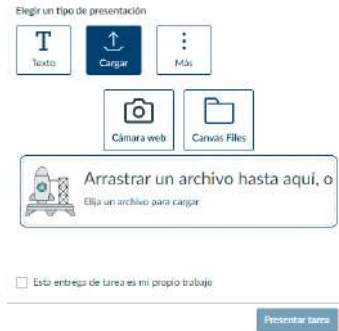 Elegir un tipo de presentación
T
Texto
Cargar
Más
Cámara web
Canvas Files
Arrastrar un archivo hasta aquí, o
Elija un archivo para cargar
Esta entrega de tarea es mi propio trabajo
Presentar tarea